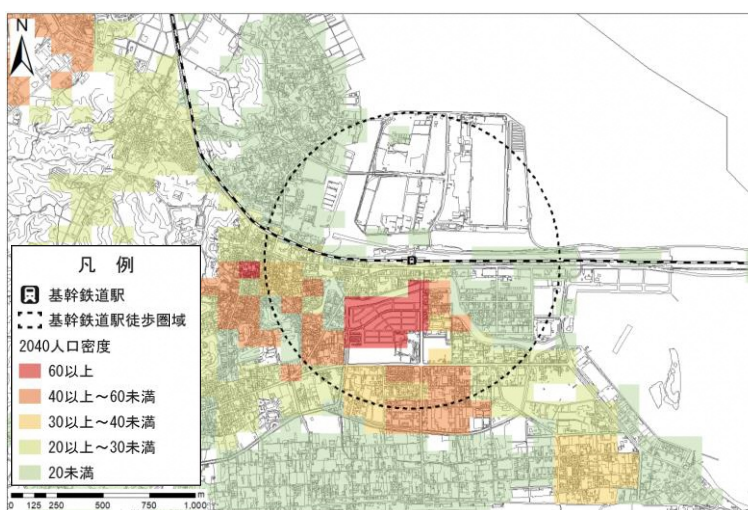 N
凡 例
基幹鉄道駅
基幹鉄道駅徒歩圏域
2040人口密度
60以上
40以上～60未満
30以上～40未満
20以上～30未満
20未満
0 125 250 500 750 1,000
m